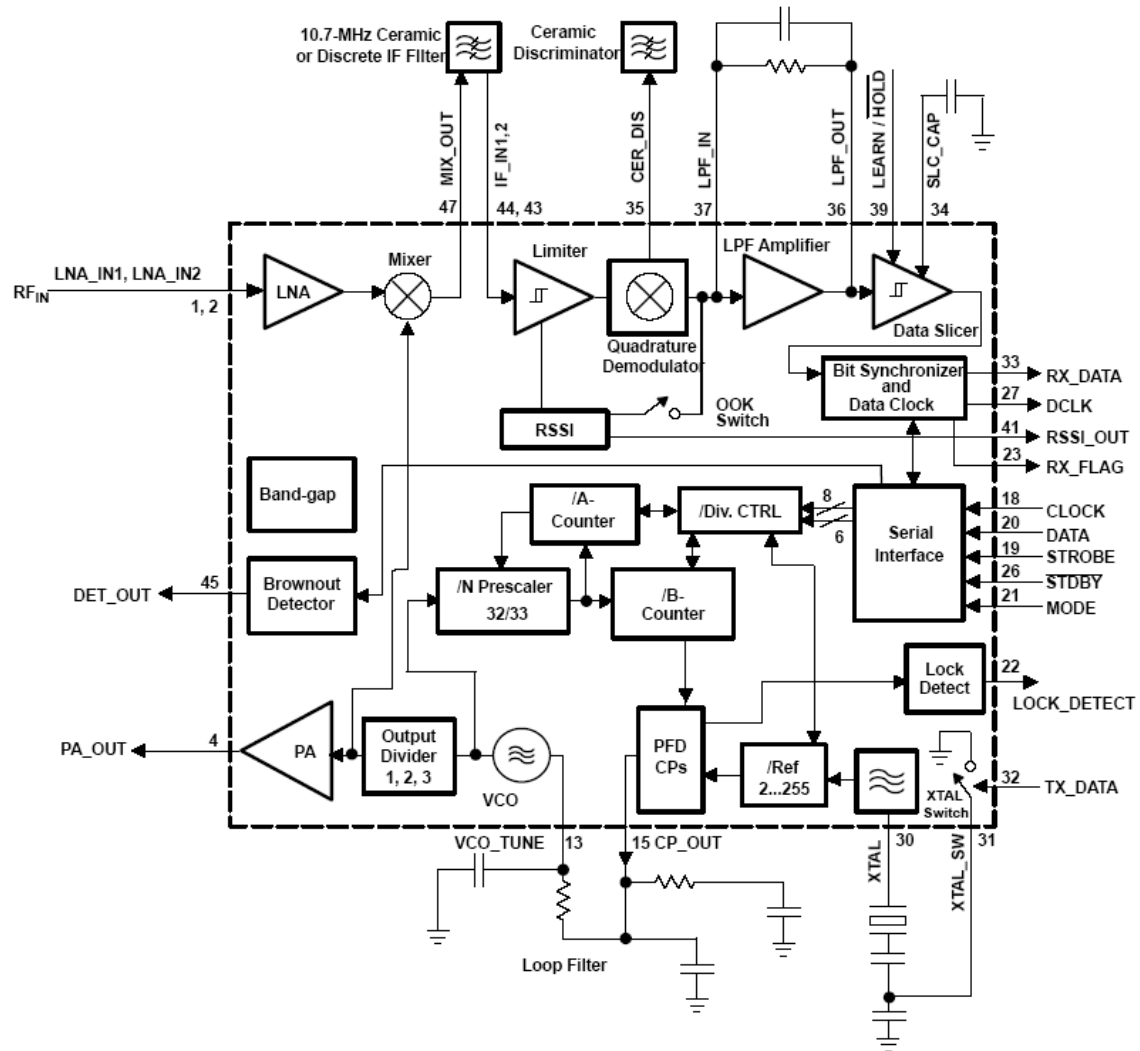 10.7-MHz Ceramic
or Discrete IF FIlter
Ceramic
Discriminator
MIX_OUT
IF_IN1,2
CER_DIS
LPF_IN
LPF_OUT
LEARN / HOLD
SLC_CAP
47
44, 43
35
37
36
39
34
Mixer
Limiter
LPF Amplifier
LNA_IN1, LNA_IN2
RFIN
1, 2
LNA
Data Slicer
Quadrature
Demodulator
Bit Synchronizer
and
Data Clock
33
RX_DATA
27
DCLK
OOK
Switch
RSSI
41
RSSI_OUT
23
RX_FLAG
Band-gap
/A-
Counter
/Div. CTRL
8
6
Serial
Interface
18
CLOCK
20
DATA
19
STROBE
26
STDBY
21
MODE
45
DET_OUT
Brownout
Detector
/N Prescaler
32/33
/B-
Counter
Lock
Detect
22
LOCK_DETECT
4
PA_OUT
PA
Output
Divider
1, 2, 3
VCO
PFD
CPs
/Ref
2...255
XTAL
Switch
32
TX_DATA
VCO_TUNE
13
15 CP_OUT
30
31
XTAL
XTAL_SW
Loop Filter